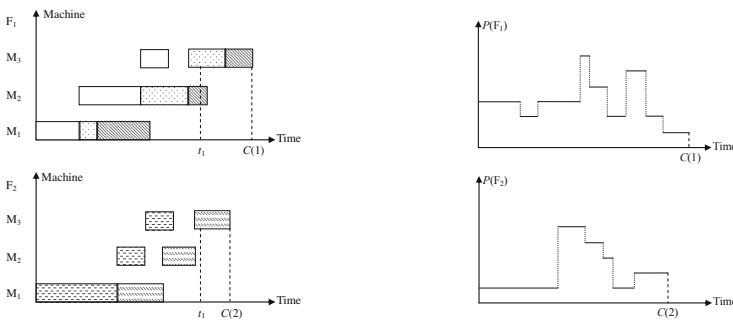 F1 Machine
M3
M2
M1
Time
t1 C(1)
P(F1)
Time
C(1)
F2 Machine
M3
M2
M1
Time
t1 C(2)
P(F2)
Time
C(2)